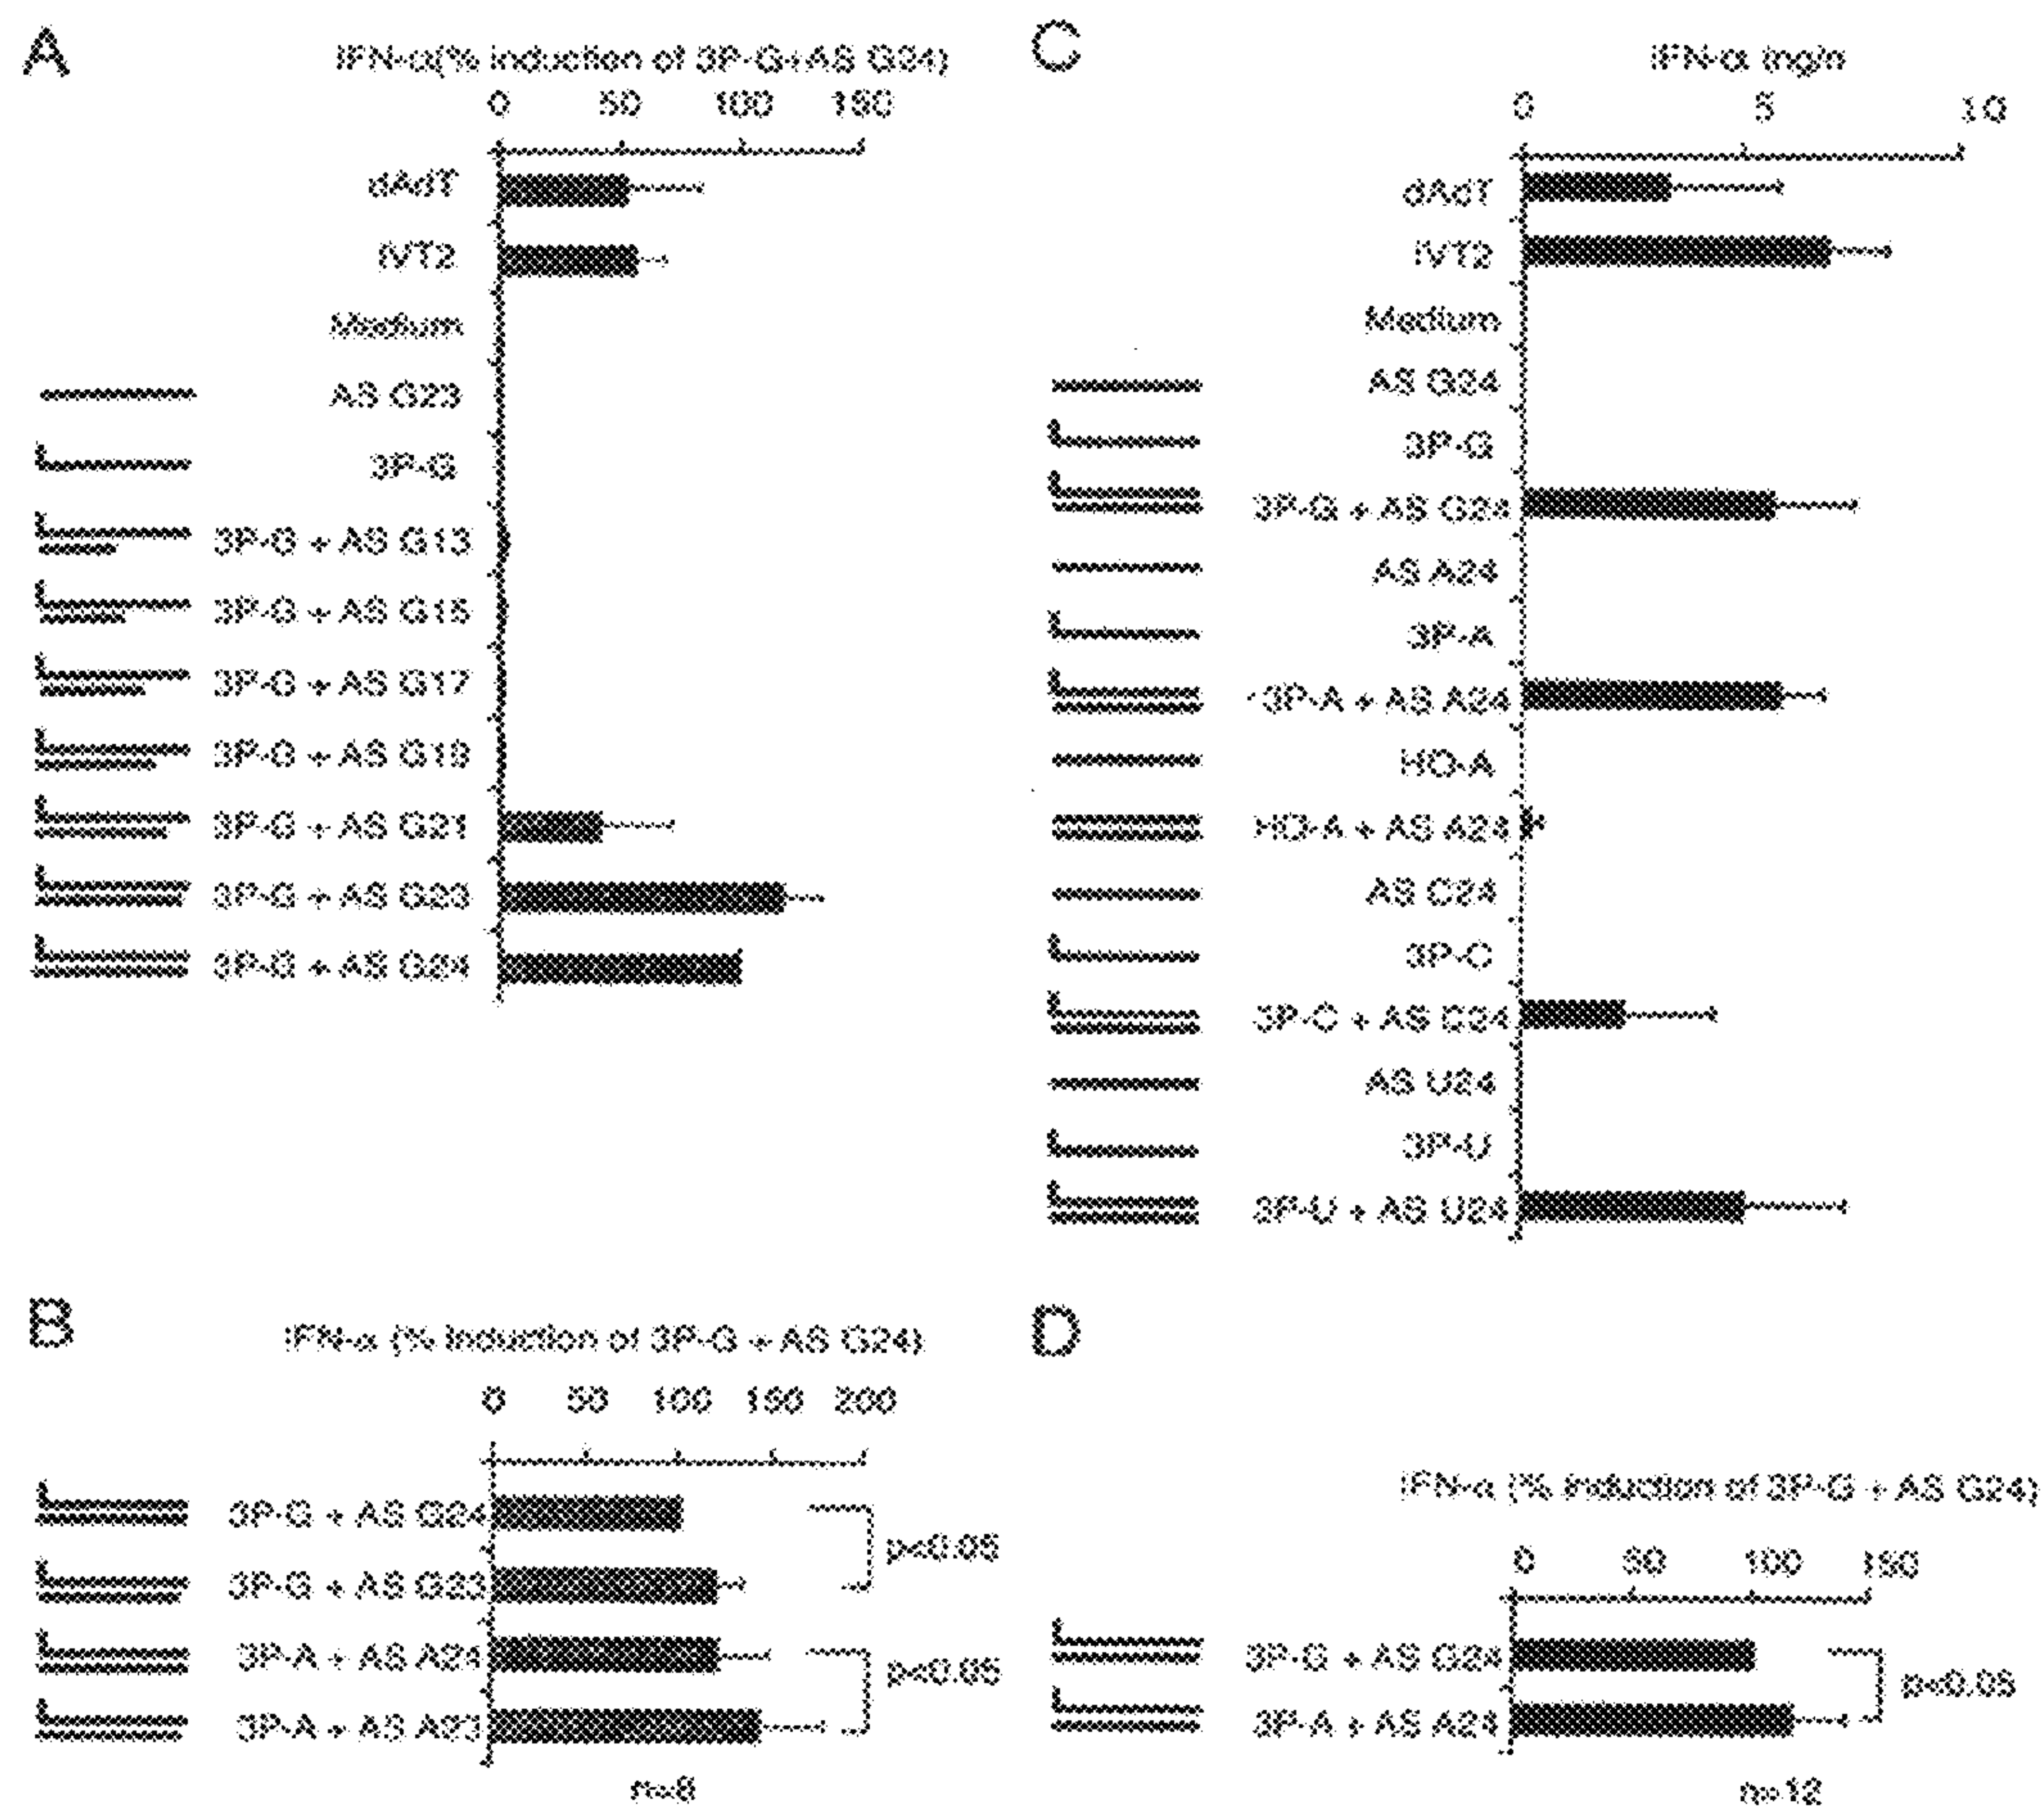 A
IFN-α(% induction of 3P-G+AS G24)
0 50 100 150
dAdT
IVT2
Medium
AS G23
3P-G
3P-G + AS G13
3P-G + AS G15
3P-G + AS G17
3P-G + AS G19
3P-G + AS G21
3P-G + AS G23
3P-G + AS G24
B
IFN-α (% Induction of 3P-G + AS G24)
0 50 100 150 200
3P-G + AS G24
3P-G + AS G23
3P-A + AS A24
3P-A + AS A23
p<0.05
p<0.05
n=8
C
IFN-α
0 5 10
dAdT
IVT2
Medium
AS G24
3P-G
3P-G + AS G24
AS A24
3P-A
3P-A + AS A24
HO-A
HO-A + AS A24
AS C24
3P-C
3P-C + AS C24
AS U24
3P-U
3P-U + AS U24
D
IFN-α (% induction of 3P-G + AS G24)
0 50 100 150
3P-G + AS G24
3P-A + AS A24
p<0.05
n=12